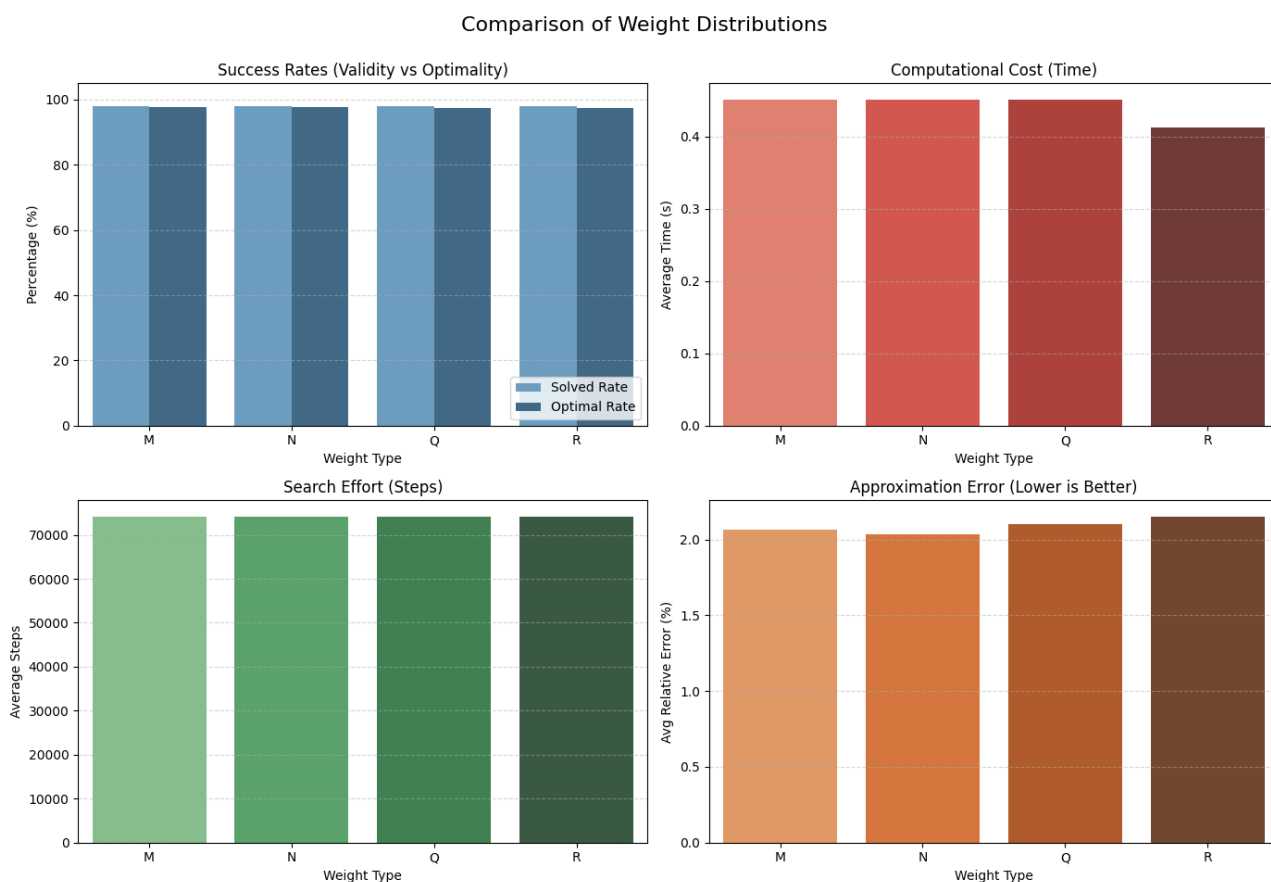 Comparison of Weight Distributions
Success Rates (Validity vs Optimality)
100
80
60
40
20
0
Percentage (%)
Solved Rate
Optimal Rate
M N Q R
Weight Type
Computational Cost (Time)
0.4
0.3
0.2
0.1
0.0
Average Time (s)
M N Q R
Weight Type
Search Effort (Steps)
70000
60000
50000
40000
30000
20000
10000
0
Average Steps
M N Q R
Weight Type
Approximation Error (Lower is Better)
2.0
1.5
1.0
0.5
0.0
Avg Relative Error (%)
M N Q R
Weight Type